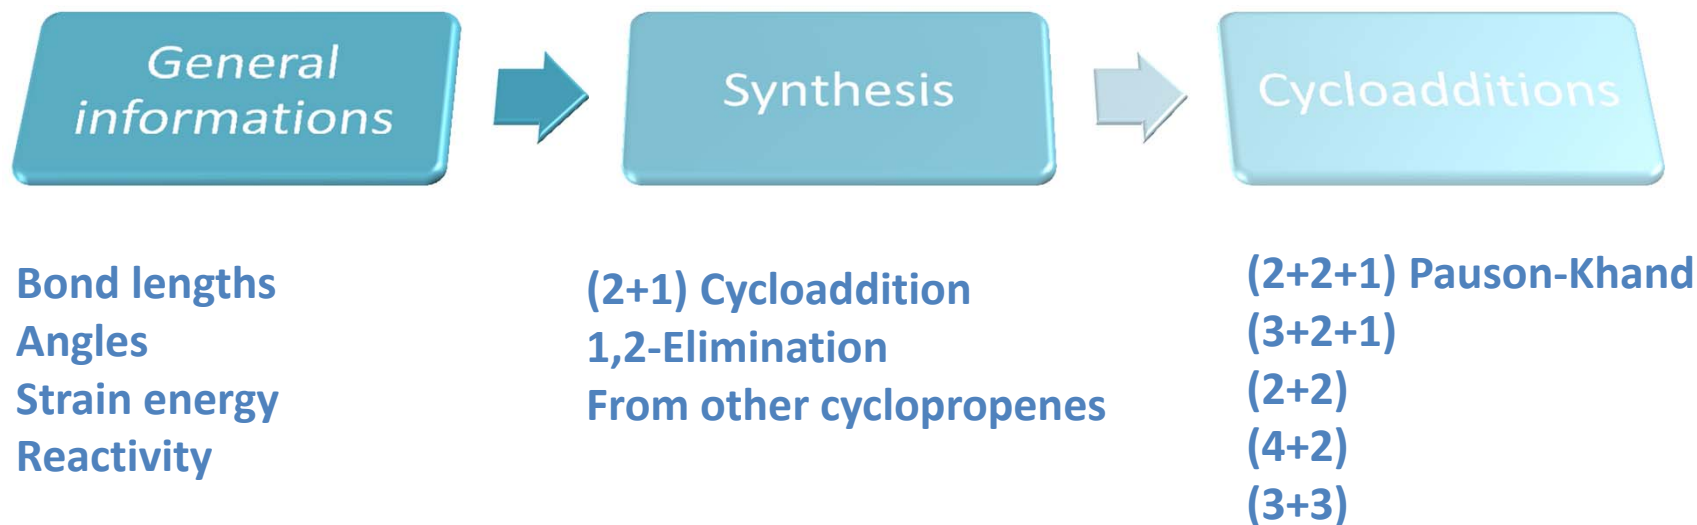 General
informations
Synthesis
Cycloadditions
Bond lengths
Angles
Strain energy
Reactivity
(2+1) Cycloaddition
1,2-Elimination
From other cyclopropenes
(2+2+1) Pauson-Khand
(3+2+1)
(2+2)
(4+2)
(3+3)